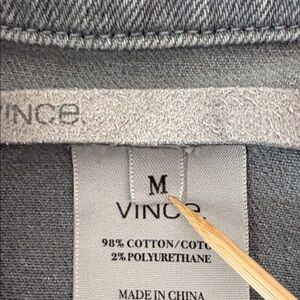 VINCE.
M
VINCE.
98% COTTON/COTO
2% POLYURETHANE
MADE IN CHINA